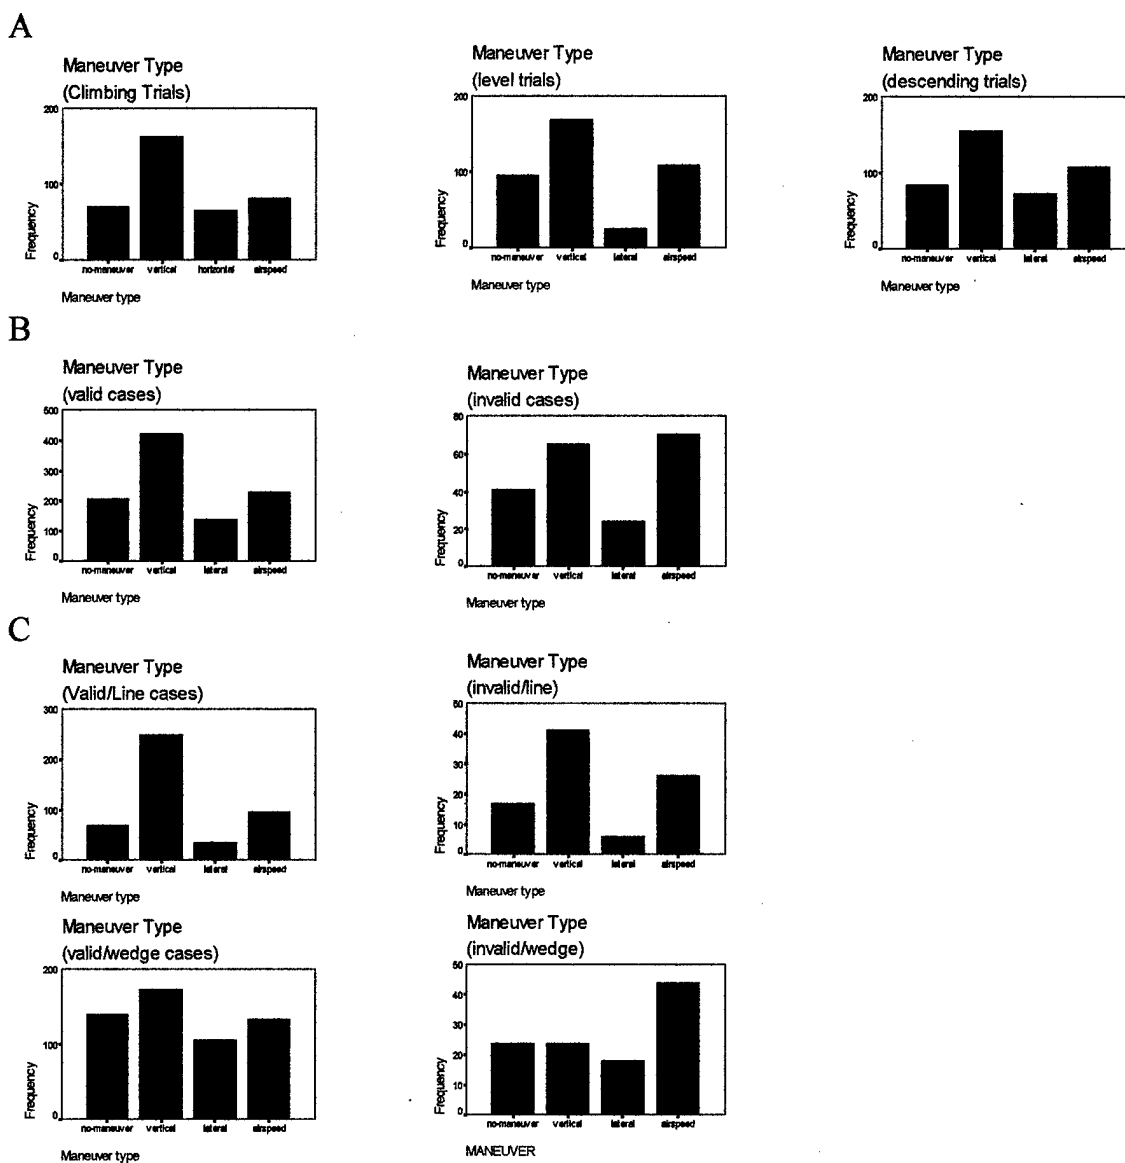 A
Maneuver Type
(Climbing Trials)
200
100
0
Frequency
no-maneuver vertical horizontal airspeed
Maneuver type
Maneuver Type
(level trials)
200
100
0
Frequency
no-maneuver vertical lateral airspeed
Maneuver type
Maneuver Type
(descending trials)
200
100
0
Frequency
no-maneuver vertical lateral airspeed
Maneuver type
B
Maneuver Type
(valid cases)
500
400
300
200
100
0
Frequency
no-maneuver vertical lateral airspeed
Maneuver type
Maneuver Type
(invalid cases)
80
60
40
20
0
Frequency
no-maneuver vertical lateral airspeed
Maneuver type
C
Maneuver Type
(Valid/Line cases)
300
200
100
0
Frequency
no-maneuver vertical lateral airspeed
Maneuver type
Maneuver Type
(invalid/line)
50
40
30
20
10
0
Frequency
no-maneuver vertical lateral airspeed
Maneuver type
Maneuver Type
(valid/wedge cases)
200
100
0
Frequency
no-maneuver vertical lateral airspeed
Maneuver type
Maneuver Type
(invalid/wedge)
50
40
30
20
10
0
Frequency
no-maneuver vertical lateral airspeed
MANEUVER